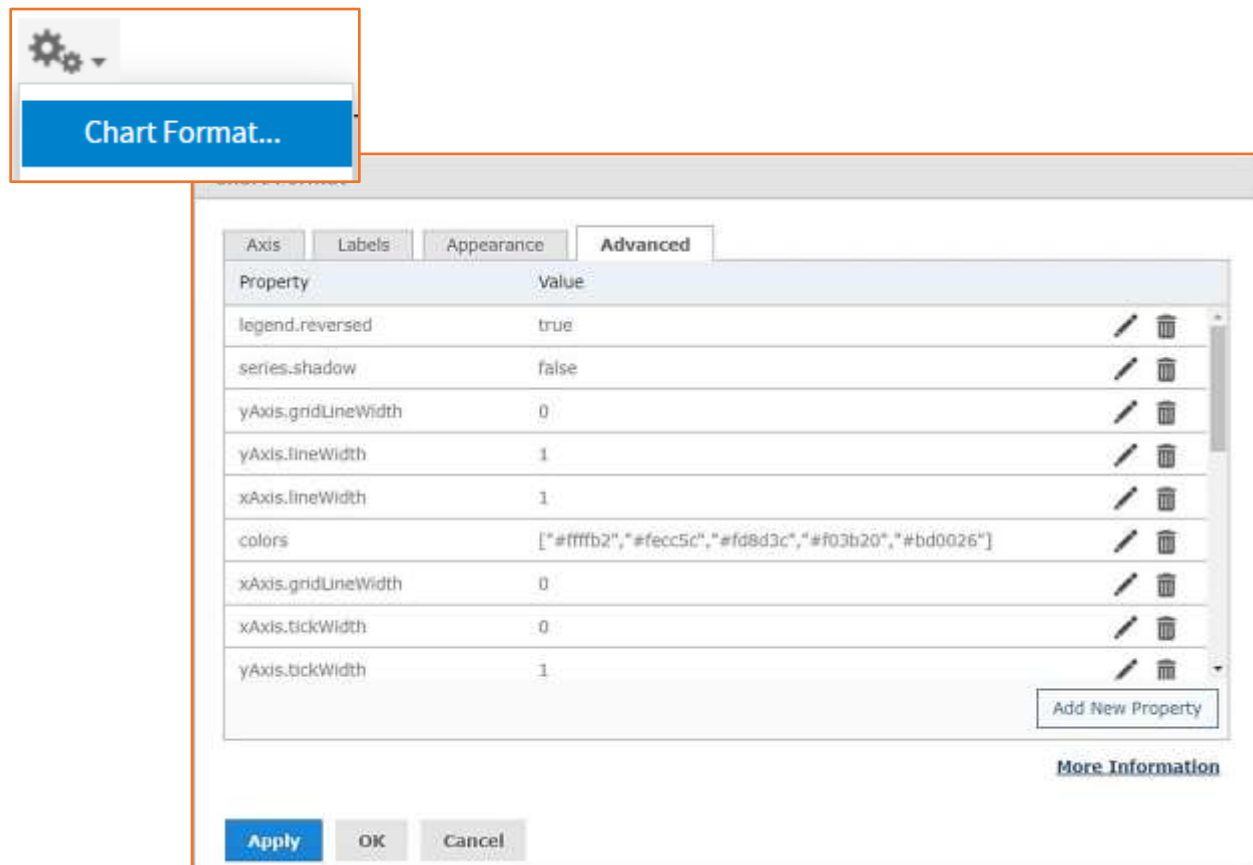 Chart Format...
Axis Labels Appearance Advanced
Property Value
legend.reversed true
series.shadow false
yAxis.gridLineWidth 0
yAxis.lineWidth 1
xAxis.lineWidth 1
colors ["#ffffb2","#fecc5c","#fd8d3c","#f03b20","#bd0026"]
xAxis.gridLineWidth 0
xAxis.tickWidth 0
yAxis.tickWidth 1
Add New Property
More Information
Apply OK Cancel